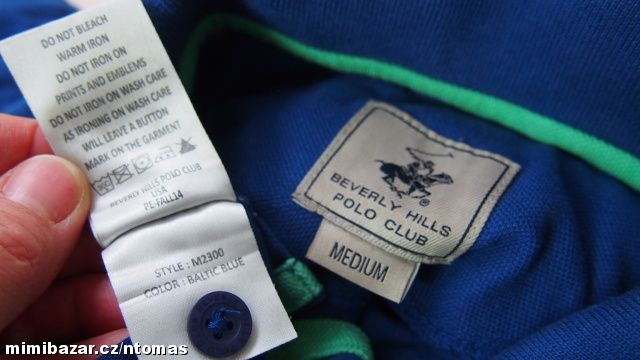 DO NOT BLEACH
WARM IRON
DO NOT IRON ON
PRINTS AND EMBLEMS
DO NOT IRON ON WASH CARE
AS IRONING ON WASH CARE
WILL LEAVE A BUTTON
MARK ON THE GARMENT
BEVERLY HILLS POLO CLUB
USA
PE-FALL14
STYLE : M2300
COLOR : BALTIC BLUE
BEVERLY HILLS
POLO CLUB
MEDIUM
mimibazar.cz/ntomas